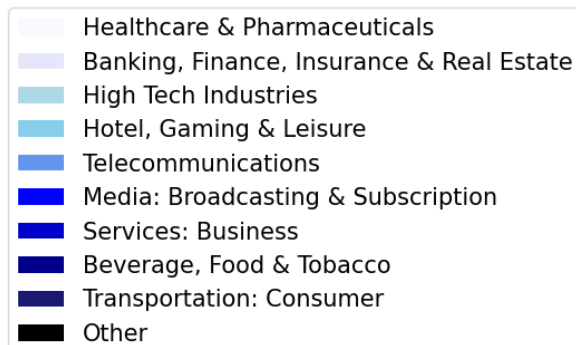 Healthcare & Pharmaceuticals
Banking, Finance, Insurance & Real Estate
High Tech Industries
Hotel, Gaming & Leisure
Telecommunications
Media: Broadcasting & Subscription
Services: Business
Beverage, Food & Tobacco
Transportation: Consumer
Other